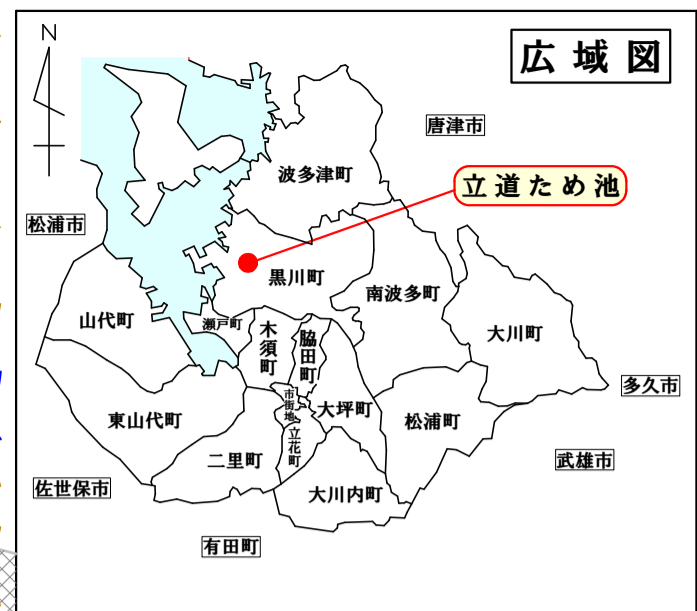 N
広域図
唐津市
波多津町
立道ため池
松浦市
黒川町
南波多町
山代町
瀬戸町
木須町
脇田町
大川町
多久市
市街地
大坪町
東山代町
松浦町
立花町
二里町
武雄市
佐世保市
大川内町
有田町